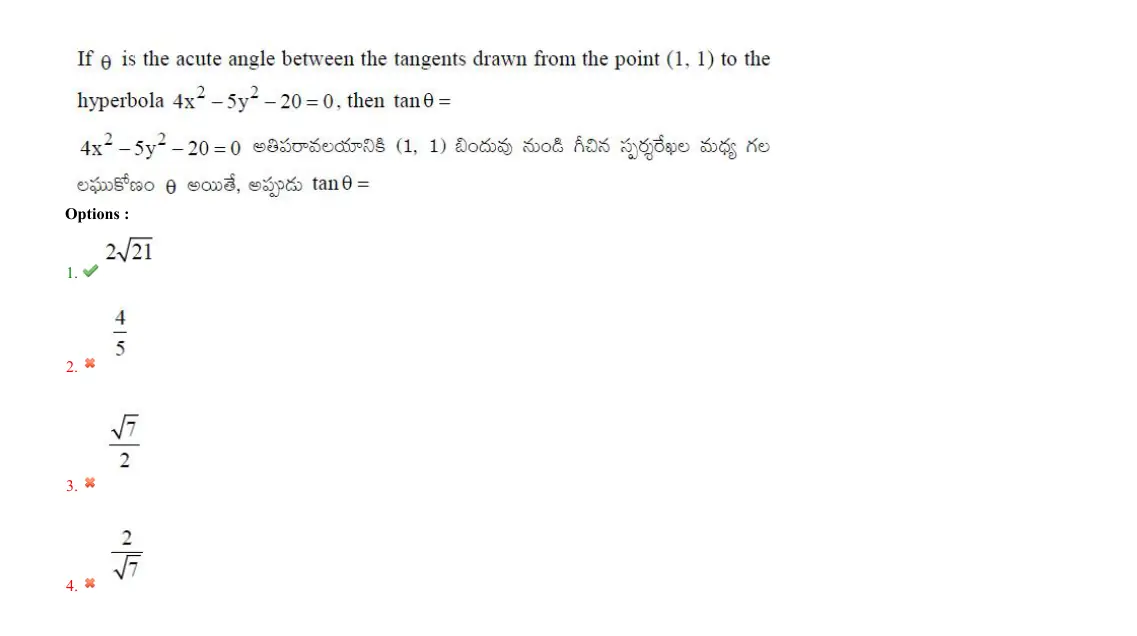 If θ is the acute angle between the tangents drawn from the point (1, 1) to the
hyperbola 4x² – 5y² – 20 = 0, then tan θ =
4x² – 5y² – 20 = 0 అతిపరావలయానికి (1, 1) బిందువు నుండి గీచిన స్పర్శరేఖల మధ్య గల
లఘుకోణం θ అయితే, అప్పుడు tan θ =
Options :
1. ✔ 2√21
2. ✖ 4/5
3. ✖ √7/2
4. ✖ 2/√7